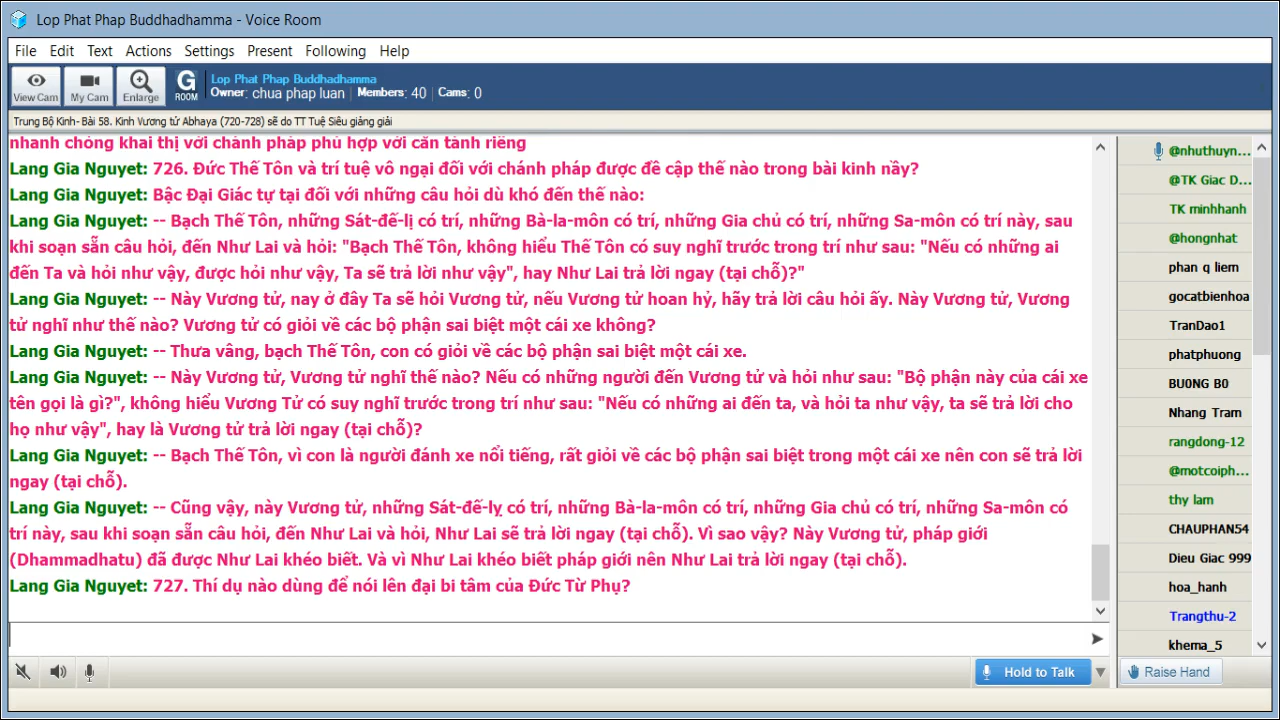 Lop Phat Phap Buddhadhamma - Voice Room
File Edit Text Actions Settings Present Following Help
View Cam My Cam Enlarge G ROOM
Lop Phat Phap Buddhadhamma
Owner: chua phap luan Members: 40 Cams: 0
Trung Bộ Kinh- Bài 58. Kinh Vương tử Abhaya (720-728) sẽ do TT Tuệ Siêu giảng giải
nhanh chóng khai thị với chánh pháp phù hợp với căn tánh riêng
Lang Gia Nguyet: 726. Đức Thế Tôn và trí tuệ vô ngại đối với chánh pháp được đề cập thế nào trong bài kinh nầy?
Lang Gia Nguyet: Bậc Đại Giác tự tại đối với những câu hỏi dù khó đến thế nào:
Lang Gia Nguyet: -- Bạch Thế Tôn, những Sát-đế-lị có trí, những Bà-la-môn có trí, những Gia chủ có trí, những Sa-môn có trí này, sau
khi soạn sẵn câu hỏi, đến Như Lai và hỏi: "Bạch Thế Tôn, không hiểu Thế Tôn có suy nghĩ trước trong trí như sau: "Nếu có những ai
đến Ta và hỏi như vậy, được hỏi như vậy, Ta sẽ trả lời như vậy", hay Như Lai trả lời ngay (tại chỗ)?"
Lang Gia Nguyet: -- Này Vương tử, nay ở đây Ta sẽ hỏi Vương tử, nếu Vương tử hoan hỷ, hãy trả lời câu hỏi ấy. Này Vương tử, Vương
tử nghĩ như thế nào? Vương tử có giỏi về các bộ phận sai biệt một cái xe không?
Lang Gia Nguyet: -- Thưa vâng, bạch Thế Tôn, con có giỏi về các bộ phận sai biệt một cái xe.
Lang Gia Nguyet: -- Này Vương tử, Vương tử nghĩ thế nào? Nếu có những người đến Vương tử và hỏi như sau: "Bộ phận này của cái xe
tên gọi là gì?", không hiểu Vương Tử có suy nghĩ trước trong trí như sau: "Nếu có những ai đến ta, và hỏi ta như vậy, ta sẽ trả lời cho
họ như vậy", hay là Vương tử trả lời ngay (tại chỗ)?
Lang Gia Nguyet: -- Bạch Thế Tôn, vì con là người đánh xe nổi tiếng, rất giỏi về các bộ phận sai biệt trong một cái xe nên con sẽ trả lời
ngay (tại chỗ).
Lang Gia Nguyet: -- Cũng vậy, này Vương tử, những Sát-đế-lỵ có trí, những Bà-la-môn có trí, những Gia chủ có trí, những Sa-môn có
trí này, sau khi soạn sẵn câu hỏi, đến Như Lai và hỏi, Như Lai sẽ trả lời ngay (tại chỗ). Vì sao vậy? Này Vương tử, pháp giới
(Dhammadhatu) đã được Như Lai khéo biết. Và vì Như Lai khéo biết pháp giới nên Như Lai trả lời ngay (tại chỗ).
Lang Gia Nguyet: 727. Thí dụ nào dùng để nói lên đại bi tâm của Đức Từ Phụ?
@nhuthuyn...
@TK Giac D...
TK minhhanh
@hongnhat
phan q liem
gocatbienhoa
TranDao1
phatphuong
BU0NG B0
Nhang Tram
rangdong-12
@motcoiph...
thy lam
CHAUPHAN54
Dieu Giac 999
hoa_hanh
Trangthu-2
khema_5
Hold to Talk
Raise Hand